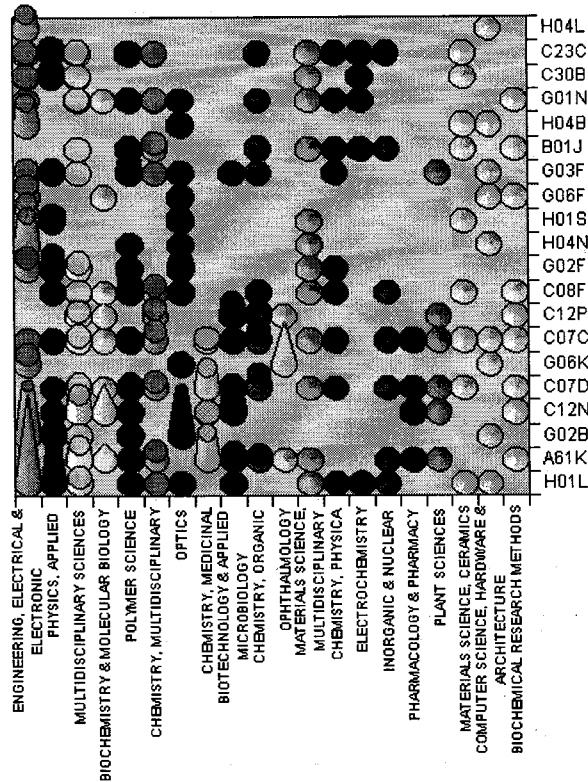 H04L
C23C
C30B
G01N
H04B
B01J
G03F
G06F
H01S
H04N
G02F
C08F
C12P
C07C
G06K
C07D
C12N
G02B
A61K
H01L
ENGINEERING, ELECTRICAL &
ELECTRONIC
PHYSICS, APPLIED
MULTIDISCIPLINARY SCIENCES
BIOCHEMISTRY & MOLECULAR BIOLOGY
POLYMER SCIENCE
CHEMISTRY, MULTIDISCIPLINARY
OPTICS
CHEMISTRY, MEDICINAL
BIOTECHNOLOGY & APPLIED
MICROBIOLOGY
CHEMISTRY, ORGANIC
OPHTHALMOLOGY
MATERIALS SCIENCE,
MULTIDISCIPLINARY
CHEMISTRY, PHYSICA
ELECTROCHEMISTRY
INORGANIC & NUCLEAR
PHARMACOLOGY & PHARMACY
PLANT SCIENCES
MATERIALS SCIENCE, CERAMICS
COMPUTER SCIENCE, HARDWARE &
ARCHITECTURE
BIOCHEMICAL RESEARCH METHODS